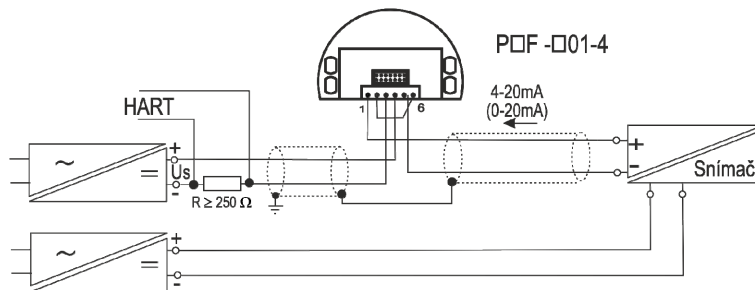 P□F -□01-4
4-20mA
(0-20mA)
1
6
HART
~
+
=
Us
-
R ≥ 250 Ω
+
-
Snímač
~
+
=
-